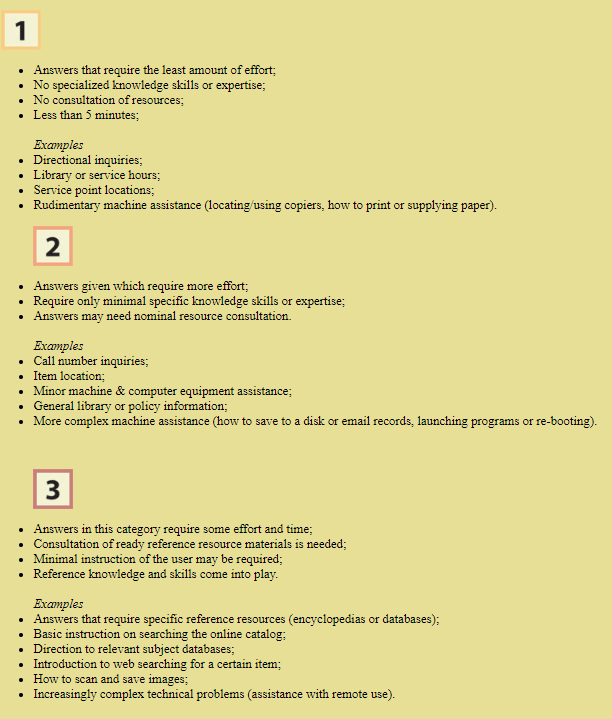 1
Answers that require the least amount of effort;
No specialized knowledge skills or expertise;
No consultation of resources;
Less than 5 minutes;
Examples
Directional inquiries;
Library or service hours;
Service point locations;
Rudimentary machine assistance (locating/using copiers, how to print or supplying paper).
2
Answers given which require more effort;
Require only minimal specific knowledge skills or expertise;
Answers may need nominal resource consultation.
Examples
Call number inquiries;
Item location;
Minor machine & computer equipment assistance;
General library or policy information;
More complex machine assistance (how to save to a disk or email records, launching programs or re-booting).
3
Answers in this category require some effort and time;
Consultation of ready reference resource materials is needed;
Minimal instruction of the user may be required;
Reference knowledge and skills come into play.
Examples
Answers that require specific reference resources (encyclopedias or databases);
Basic instruction on searching the online catalog;
Direction to relevant subject databases;
Introduction to web searching for a certain item;
How to scan and save images;
Increasingly complex technical problems (assistance with remote use).